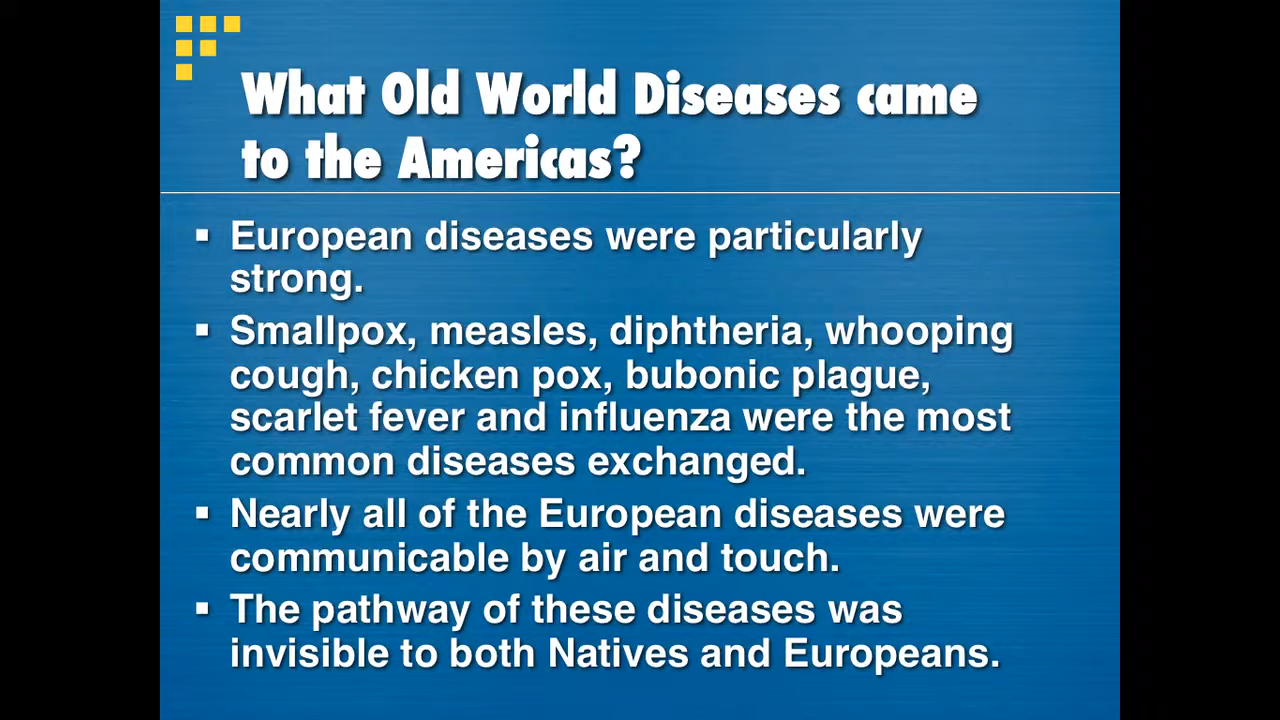 What Old World Diseases came
to the Americas?
▪ European diseases were particularly
strong.
▪ Smallpox, measles, diphtheria, whooping
cough, chicken pox, bubonic plague,
scarlet fever and influenza were the most
common diseases exchanged.
▪ Nearly all of the European diseases were
communicable by air and touch.
▪ The pathway of these diseases was
invisible to both Natives and Europeans.